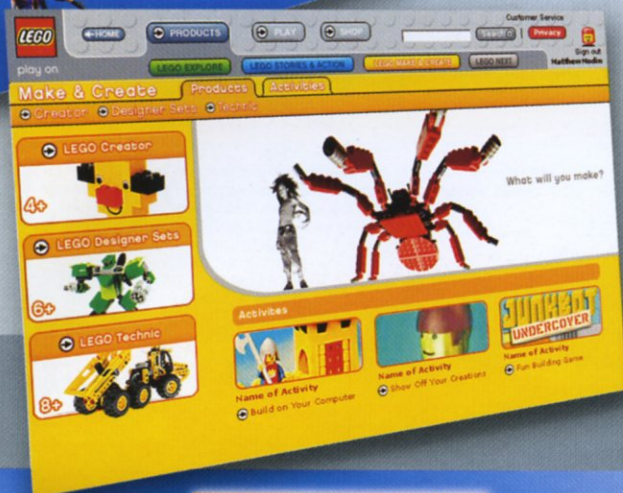 LEGO
HOME
PRODUCTS
PLAY
SHOP
Customer Service
Search
Privacy
play on
LEGO EXPLORE
LEGO STORIES & ACTION
LEGO MAKE & CREATE
LEGO NEXT
Sign out
Matthew Hodin
Make & Create
Products
Activities
Creator
Designer Sets
Technic
LEGO Creator
4+
What will you make?
LEGO Designer Sets
6+
LEGO Technic
8+
Activites
JUNKBOT
UNDERCOVER
Name of Activity
Build on Your Computer
Name of Activity
Show Off Your Creations
Name of Activity
Fun Building Game